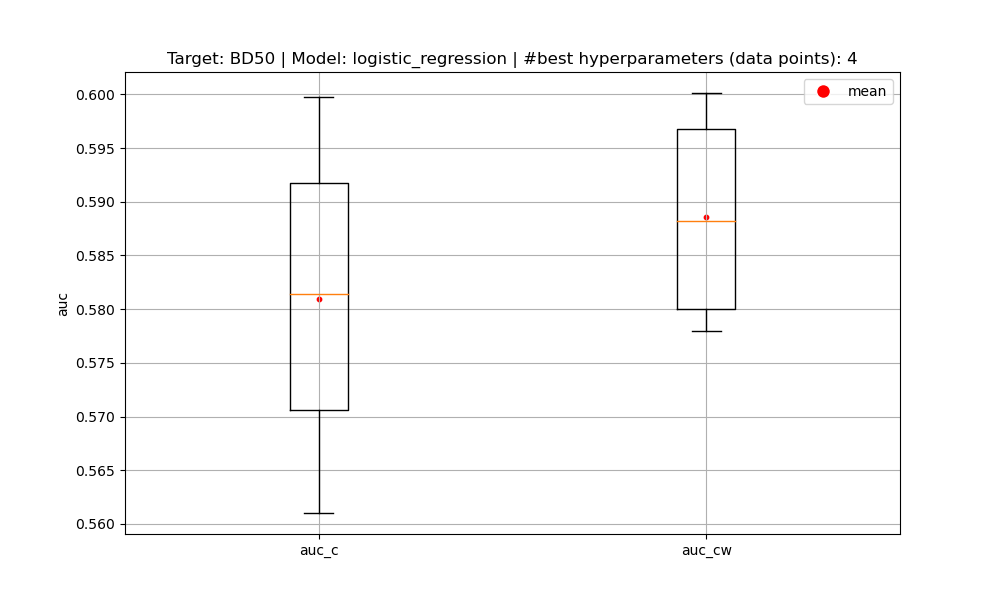 Target: BD50 | Model: logistic_regression | #best hyperparameters (data points): 4
mean
0.600
0.595
0.590
0.585
0.580
0.575
0.570
0.565
0.560
auc
auc_c
auc_cw